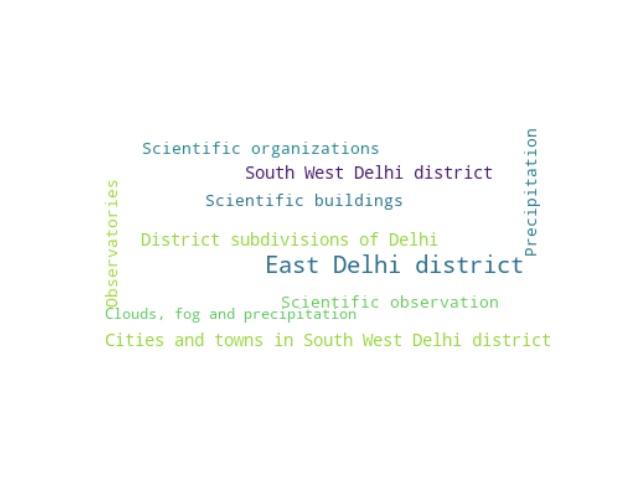 Scientific organizations
Precipitation
South West Delhi district
Observatories
Scientific buildings
District subdivisions of Delhi
East Delhi district
Scientific observation
Clouds, fog and precipitation
Cities and towns in South West Delhi district